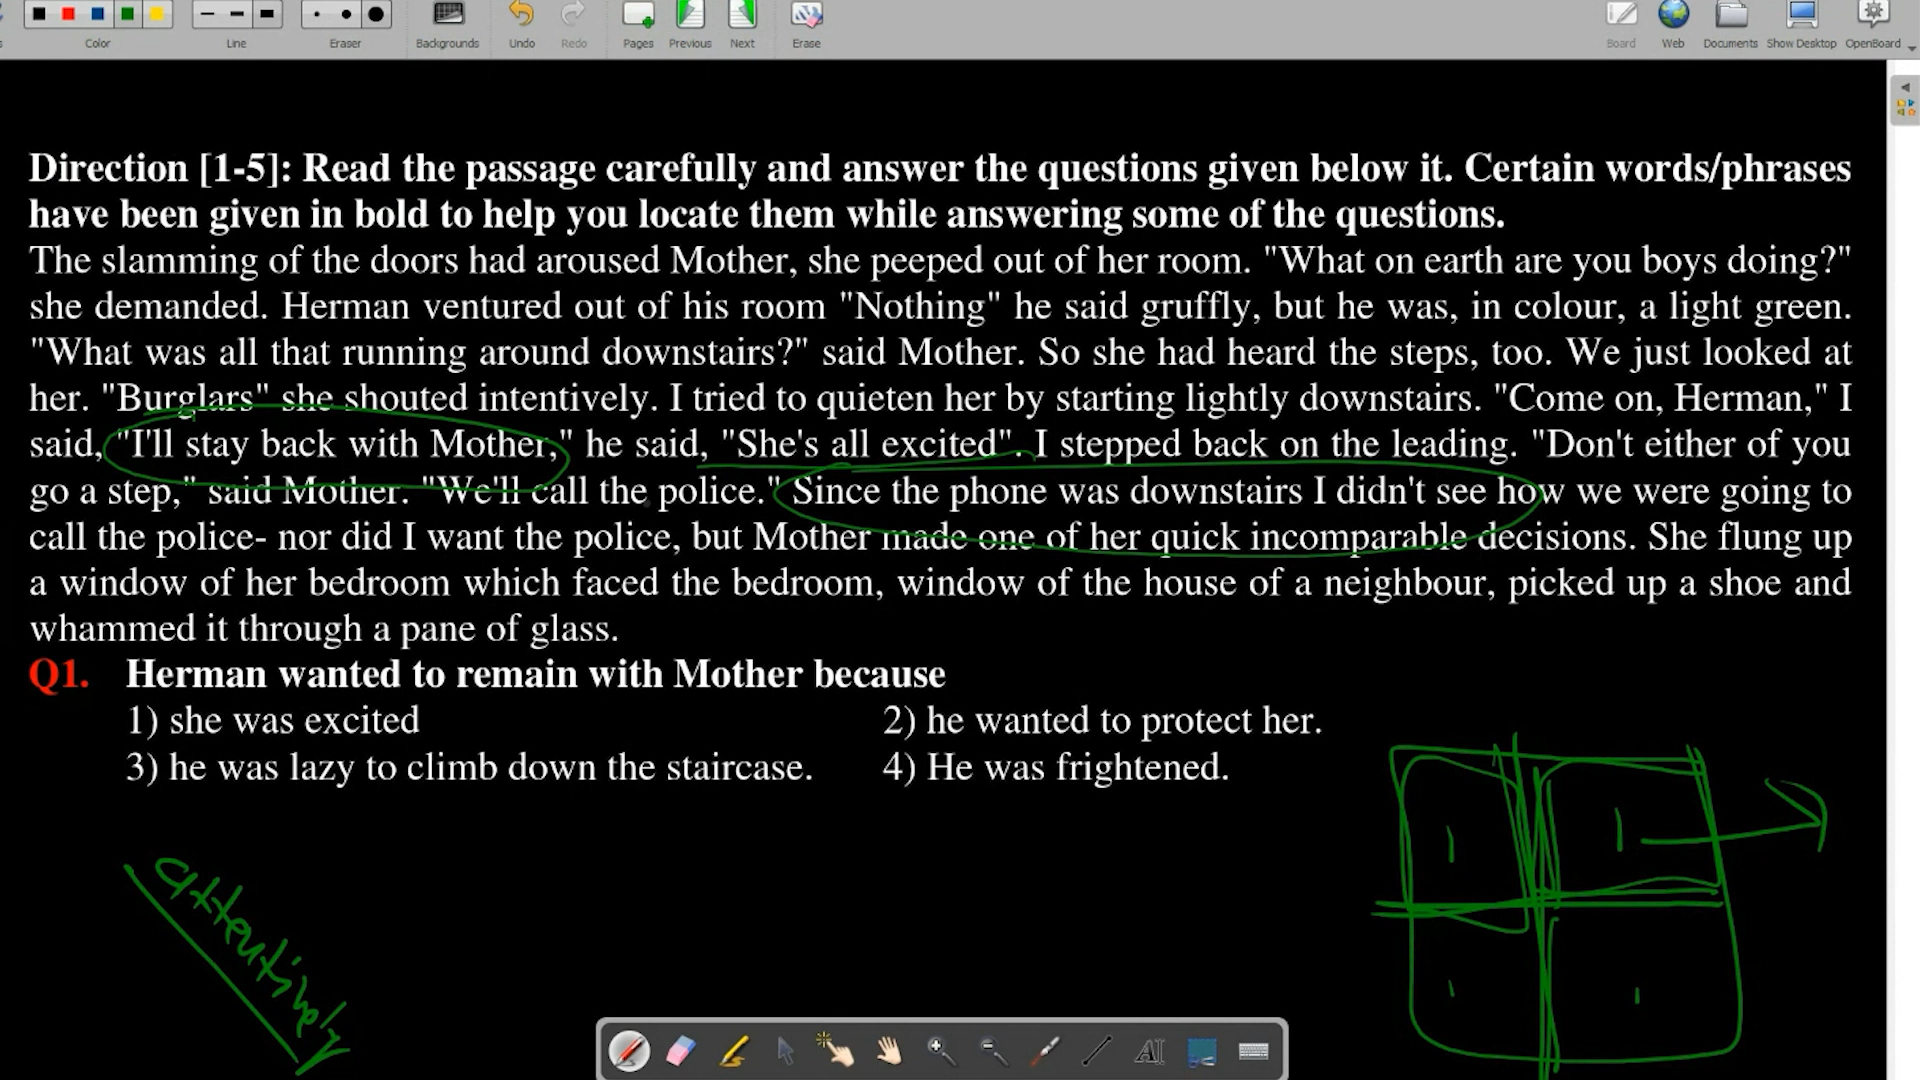 Color
Line
Eraser
Backgrounds
Undo
Redo
Pages
Previous
Next
Erase
Board
Web
Documents
Show Desktop
OpenBoard
Direction [1-5]: Read the passage carefully and answer the questions given below it. Certain words/phrases
have been given in bold to help you locate them while answering some of the questions.
The slamming of the doors had aroused Mother, she peeped out of her room. "What on earth are you boys doing?"
she demanded. Herman ventured out of his room "Nothing" he said gruffly, but he was, in colour, a light green.
"What was all that running around downstairs?" said Mother. So she had heard the steps, too. We just looked at
her. "Burglars" she shouted intentively. I tried to quieten her by starting lightly downstairs. "Come on, Herman," I
said, "I'll stay back with Mother," he said, "She's all excited". I stepped back on the leading. "Don't either of you
go a step," said Mother. "We'll call the police." Since the phone was downstairs I didn't see how we were going to
call the police- nor did I want the police, but Mother made one of her quick incomparable decisions. She flung up
a window of her bedroom which faced the bedroom, window of the house of a neighbour, picked up a shoe and
whammed it through a pane of glass.
Q1. Herman wanted to remain with Mother because
1) she was excited 2) he wanted to protect her.
3) he was lazy to climb down the staircase. 4) He was frightened.
attentively